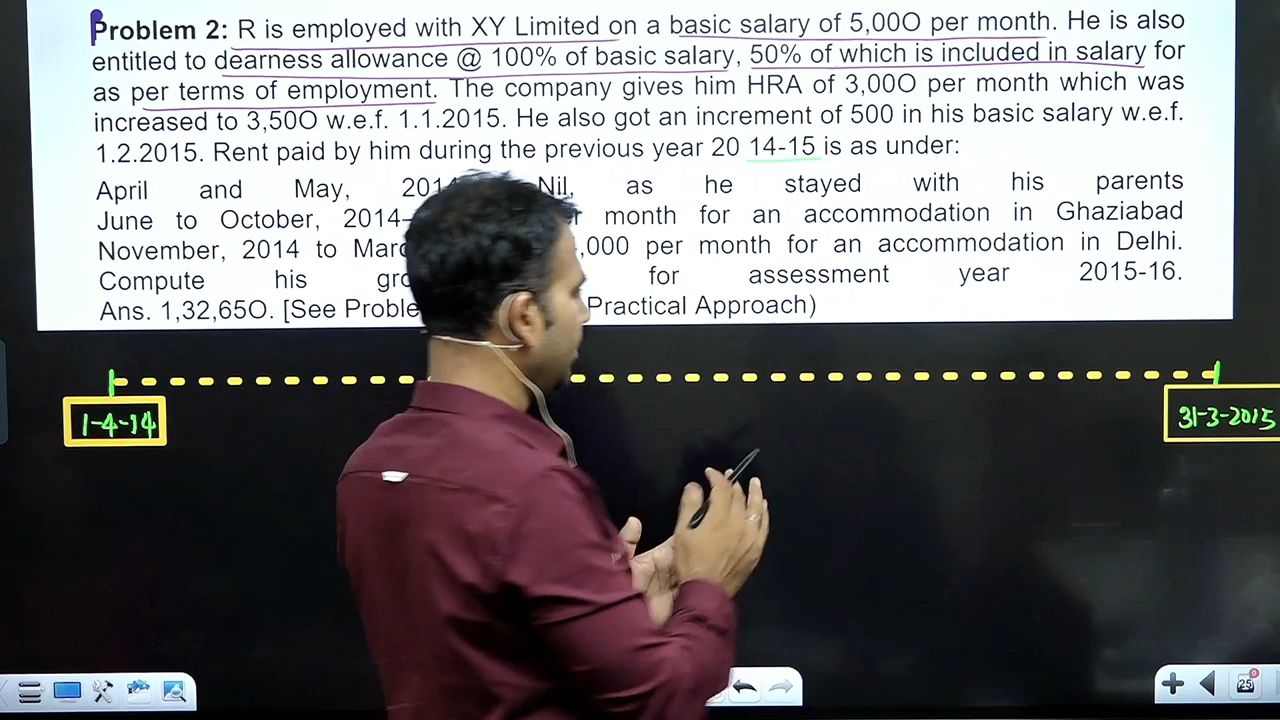 Problem 2: R is employed with XY Limited on a basic salary of 5,00O per month. He is also
entitled to dearness allowance @ 100% of basic salary, 50% of which is included in salary for
as per terms of employment. The company gives him HRA of 3,00O per month which was
increased to 3,50O w.e.f. 1.1.2015. He also got an increment of 500 in his basic salary w.e.f.
1.2.2015. Rent paid by him during the previous year 20 14-15 is as under:
April and May, Nil, as he stayed with his parents
June to October, 2014– month for an accommodation in Ghaziabad
November, 2014 to ,000 per month for an accommodation in Delhi.
Compute his for assessment year 2015-16.
Ans. 1,32,65O. [See Practical Approach)
1-4-14
31-3-2015
25